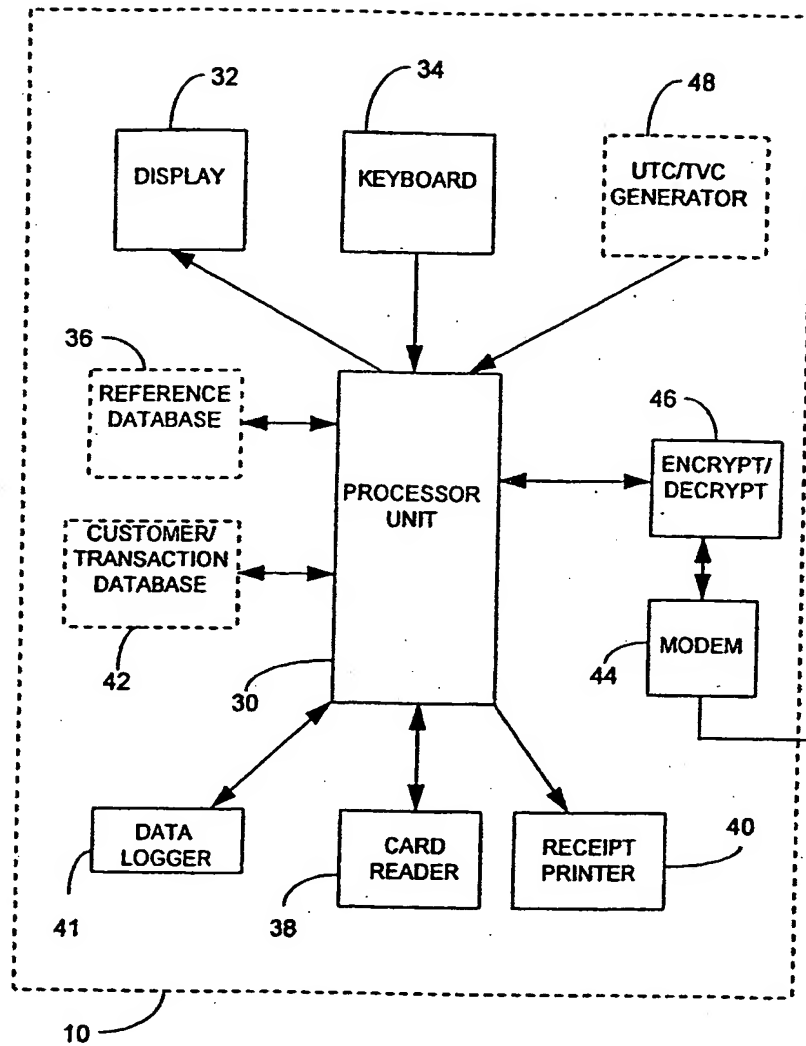 32
34
48
DISPLAY
KEYBOARD
UTC/TVC
GENERATOR
36
REFERENCE
DATABASE
46
ENCRYPT/
DECRYPT
PROCESSOR
UNIT
CUSTOMER/
TRANSACTION
DATABASE
42
MODEM
44
30
DATA
LOGGER
41
CARD
READER
38
RECEIPT
PRINTER
40
10